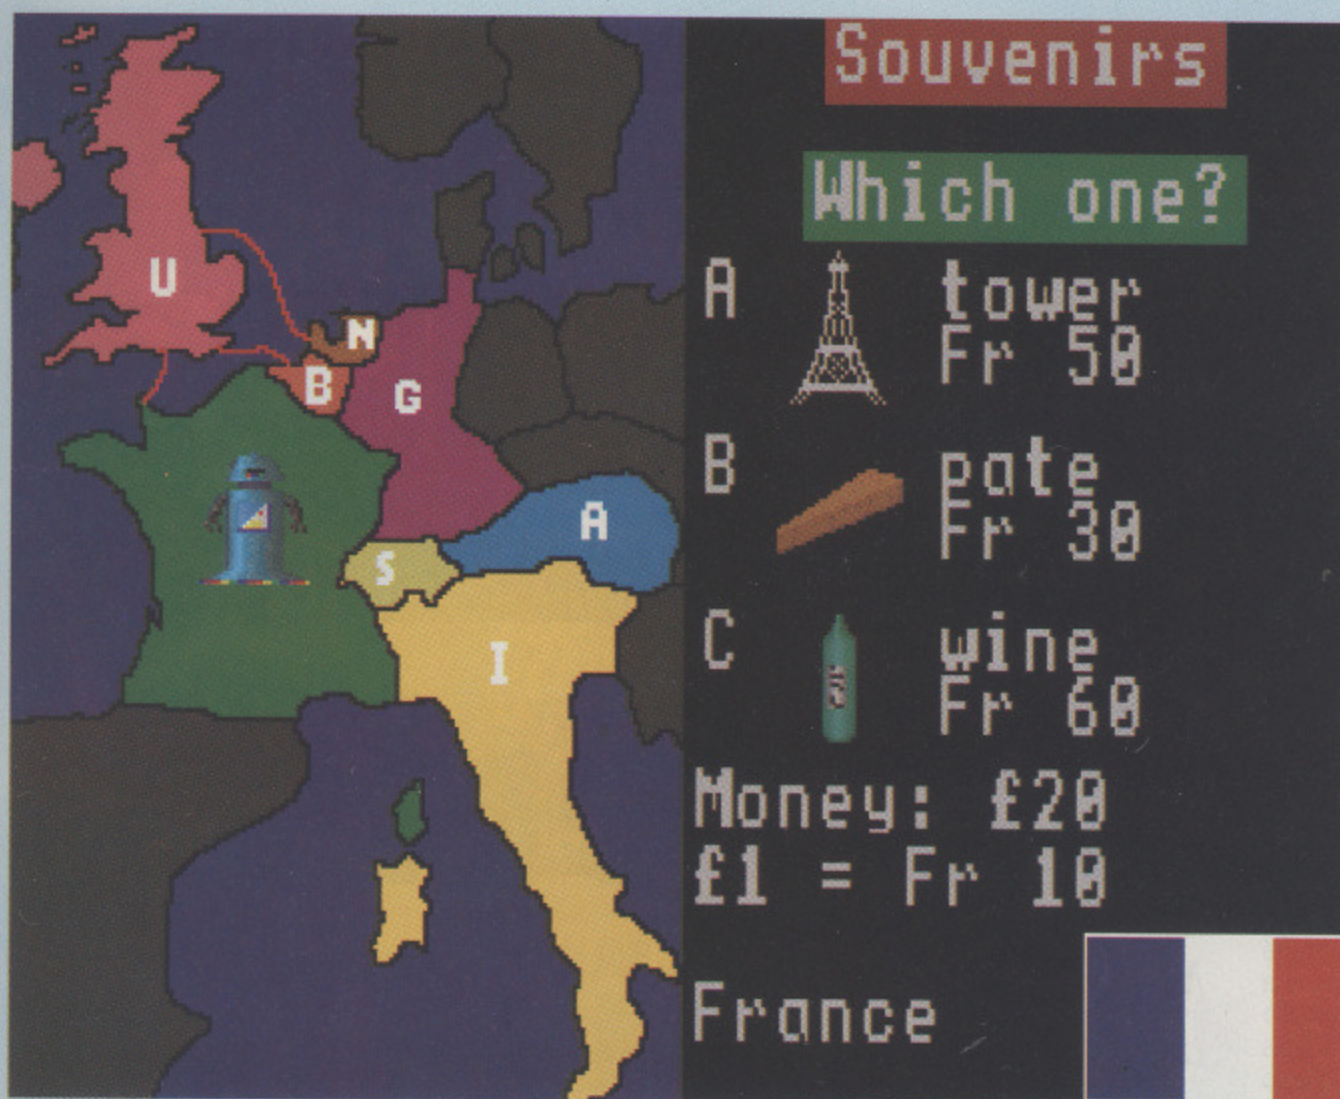 Souvenirs
Which one?
A tower
Fr 50
B pate
Fr 30
C wine
Fr 60
Money: £20
£1 = Fr 10
France
U
N
B
G
A
S
I